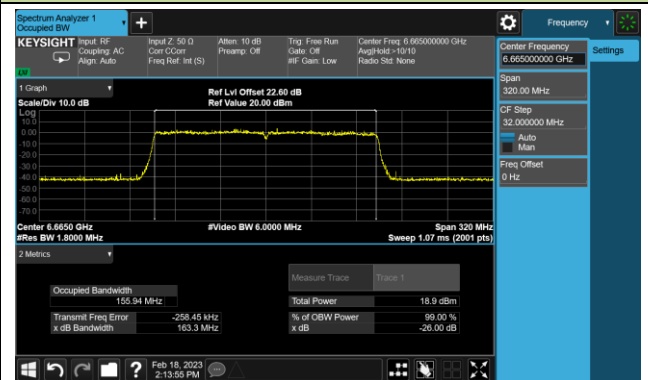 Spectrum Analyzer 1
Occupied BW
+
Frequency
KEYSIGHT
Input: RF
Coupling: AC
Align: Auto
Input Z: 50 Ω
Corr CCorr
Freq Ref: Int (S)
Atten: 10 dB
Preamp: Off
Trig: Free Run
Gate: Off
#IF Gain: Low
Center Freq: 6.665000000 GHz
Avg|Hold:>10/10
Radio Std: None
LXI
Center Frequency
6.665000000 GHz
Settings
Span
320.00 MHz
CF Step
32.000000 MHz
Auto
Man
Freq Offset
0 Hz
1 Graph
Scale/Div 10.0 dB
Ref Lvl Offset 22.60 dB
Ref Value 20.00 dBm
Log
10.0
0.00
-10.0
-20.0
-30.0
-40.0
-50.0
-60.0
-70.0
Center 6.6650 GHz
#Res BW 1.8000 MHz
#Video BW 6.0000 MHz
Span 320 MHz
Sweep 1.07 ms (2001 pts)
2 Metrics
Measure Trace
Trace 1
Occupied Bandwidth
155.94 MHz
Total Power
18.9 dBm
Transmit Freq Error
-258.45 kHz
% of OBW Power
99.00 %
x dB Bandwidth
163.3 MHz
x dB
-26.00 dB
?
Feb 18, 2023
2:13:55 PM